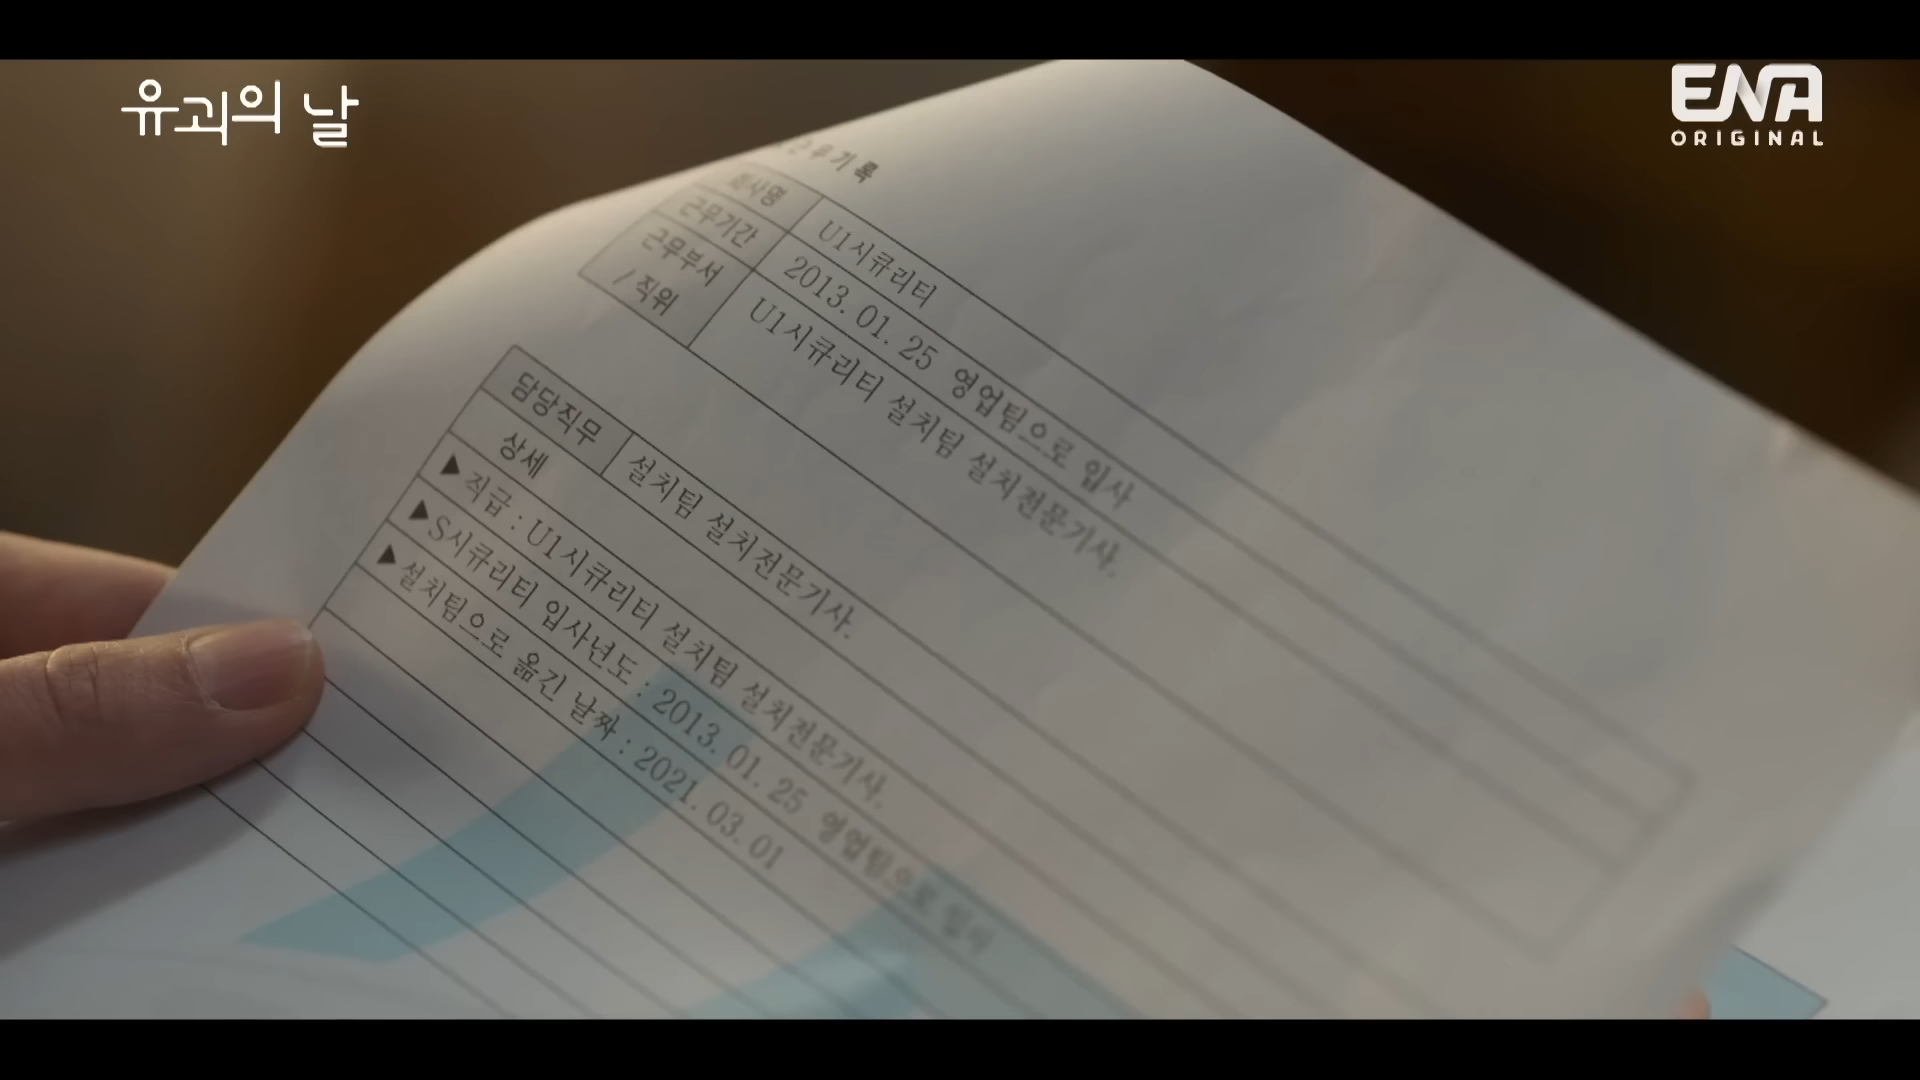 유괴의 날
ENA
ORIGINAL
근무기록
회사명 U1시큐리티
근무기간 2013. 01. 25 영업팀으로 입사
근무부서 / 직위 U1시큐리티 설치팀 설치전문기사.
담당직무 상세 설치팀 설치전문기사.
▶직급 : U1시큐리티 설치팀 설치전문기사.
▶S시큐리티 입사년도 : 2013. 01. 25 영업팀으로 입사
▶설치팀으로 옮긴 날짜 : 2021. 03. 01